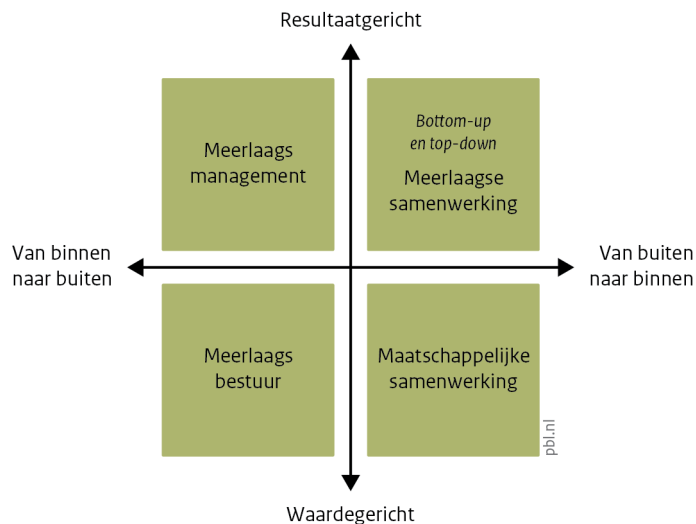 Resultaatgericht
Meerlaags
management
Bottom-up
en top-down
Meerlaagse
samenwerking
Van binnen
naar buiten
Van buiten
naar binnen
Meerlaags
bestuur
Maatschappelijke
samenwerking
pbl.nl
Waardegericht